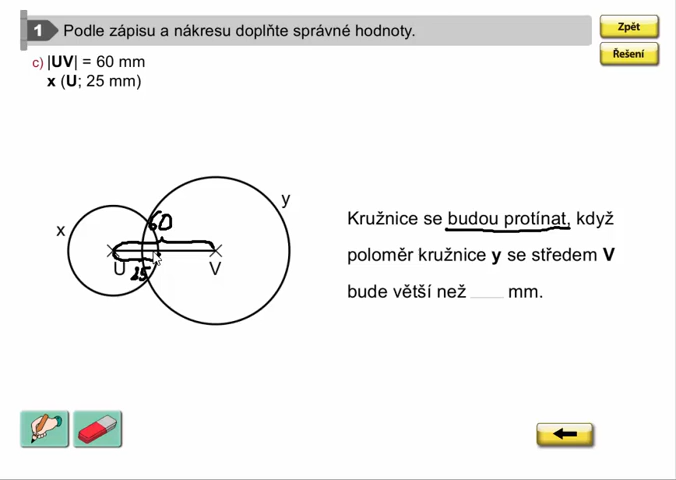 1 Podle zápisu a nákresu doplňte správné hodnoty.
Zpět
Řešení
c) |UV| = 60 mm
x (U; 25 mm)
y
x
60
U
V
25
Kružnice se budou protínat, když
poloměr kružnice y se středem V
bude větší než ____ mm.